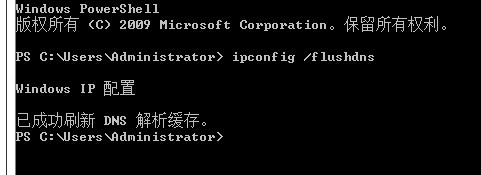 Windows PowerShell
版权所有 (C) 2009 Microsoft Corporation。保留所有权利。
PS C:\Users\Administrator> ipconfig /flushdns
Windows IP 配置
已成功刷新 DNS 解析缓存。
PS C:\Users\Administrator>